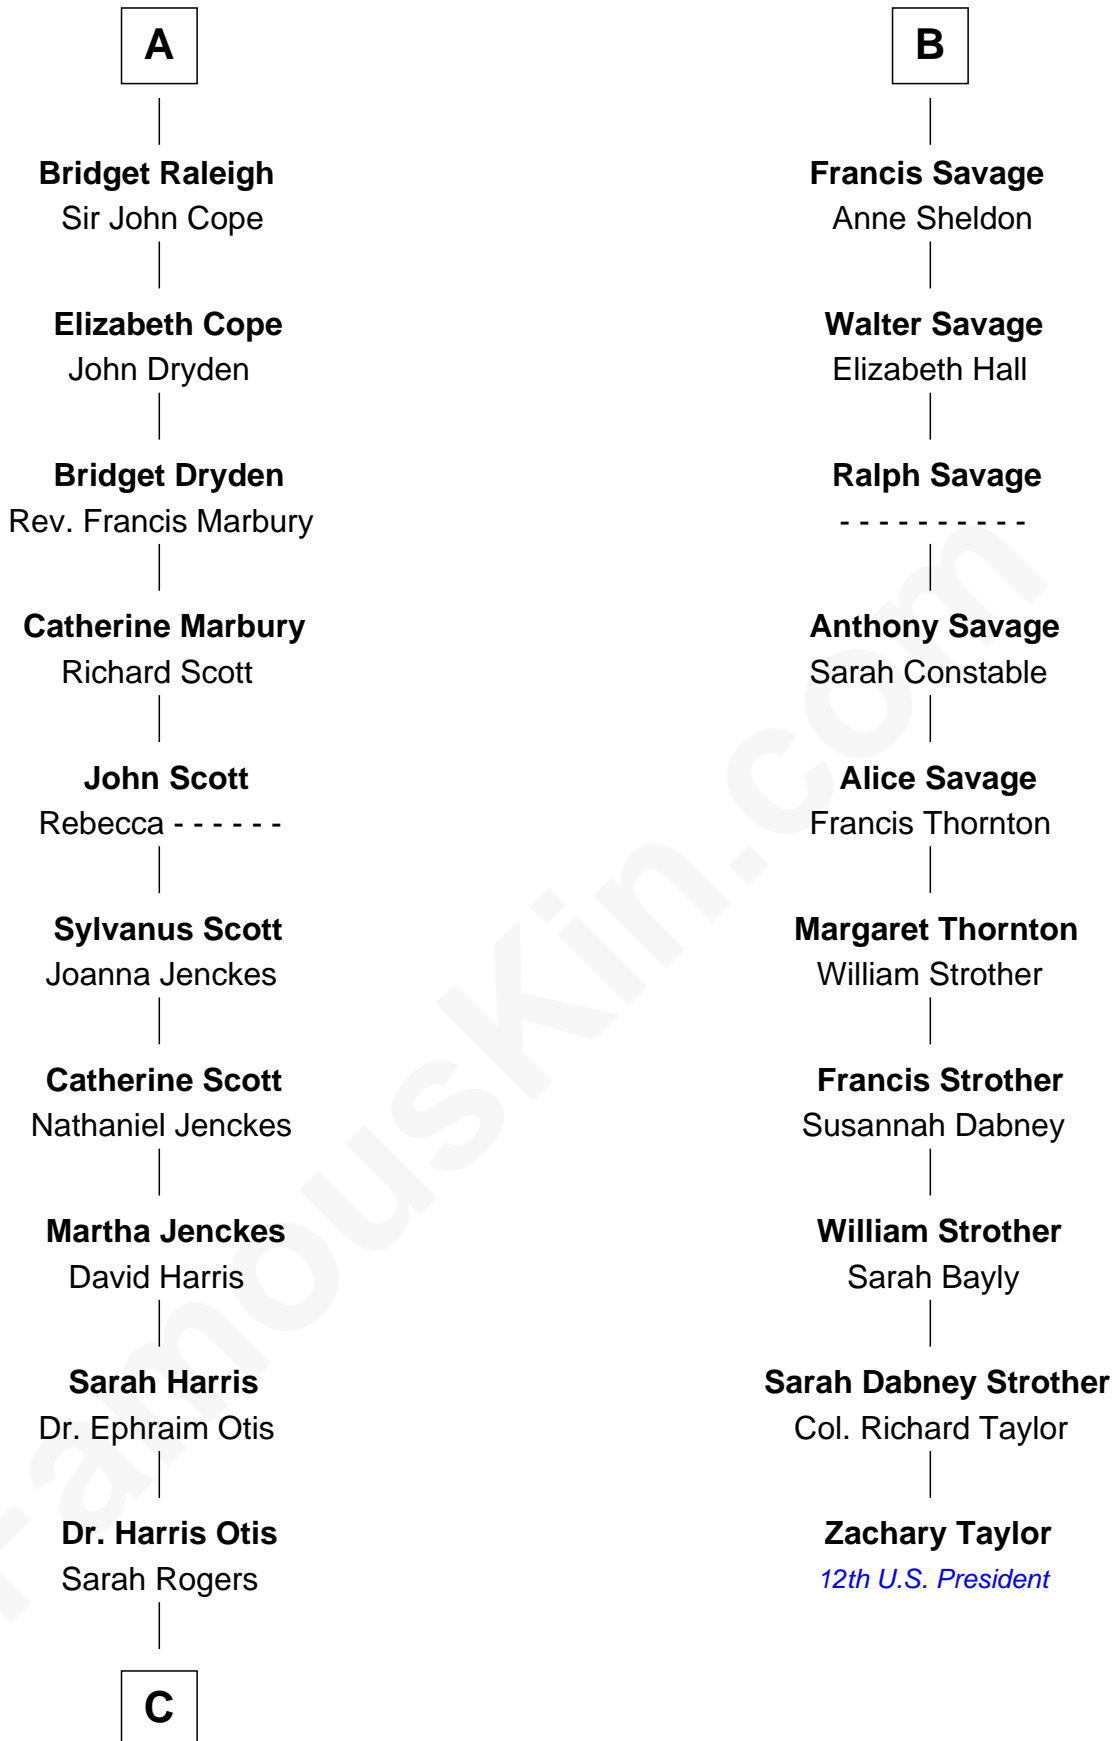 A
Bridget Raleigh
Sir John Cope
Elizabeth Cope
John Dryden
Bridget Dryden
Rev. Francis Marbury
Catherine Marbury
Richard Scott
John Scott
Rebecca - - - - - -
Sylvanus Scott
Joanna Jenckes
Catherine Scott
Nathaniel Jenckes
Martha Jenckes
David Harris
Sarah Harris
Dr. Ephraim Otis
Dr. Harris Otis
Sarah Rogers
C
B
Francis Savage
Anne Sheldon
Walter Savage
Elizabeth Hall
Ralph Savage
- - - - - - - - - -
Anthony Savage
Sarah Constable
Alice Savage
Francis Thornton
Margaret Thornton
William Strother
Francis Strother
Susannah Dabney
William Strother
Sarah Bayly
Sarah Dabney Strother
Col. Richard Taylor
Zachary Taylor
12th U.S. President
FamousKin.com